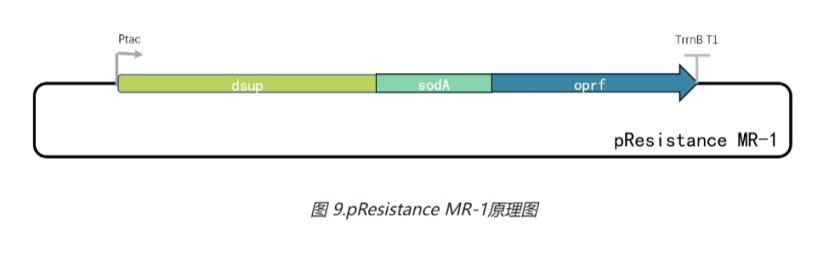 Ptac
TrrnB T1
dsup
sodA
oprf
pResistance MR-1
图 9.pResistance MR-1原理图